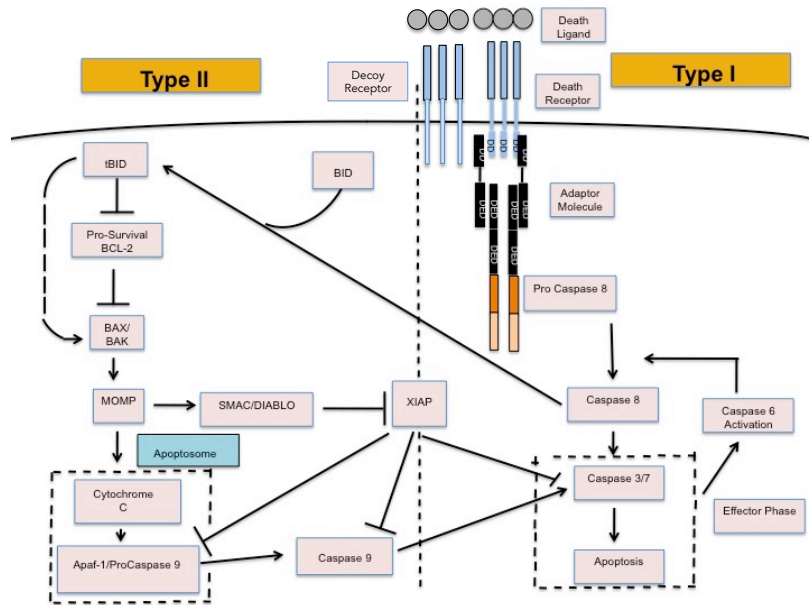 Death
Ligand
Type II
Decoy
Receptor
Death
Receptor
Type I
tBID
BID
DD
DD
DD
DD
DD
Adaptor
Molecule
DED
DED
DED
DED
DED
DED
Pro-Survival
BCL-2
Pro Caspase 8
BAX/
BAK
MOMP
SMAC/DIABLO
XIAP
Caspase 8
Caspase 6
Activation
Apoptosome
Cytochrome
C
Caspase 3/7
Effector Phase
Apaf-1/ProCaspase 9
Caspase 9
Apoptosis